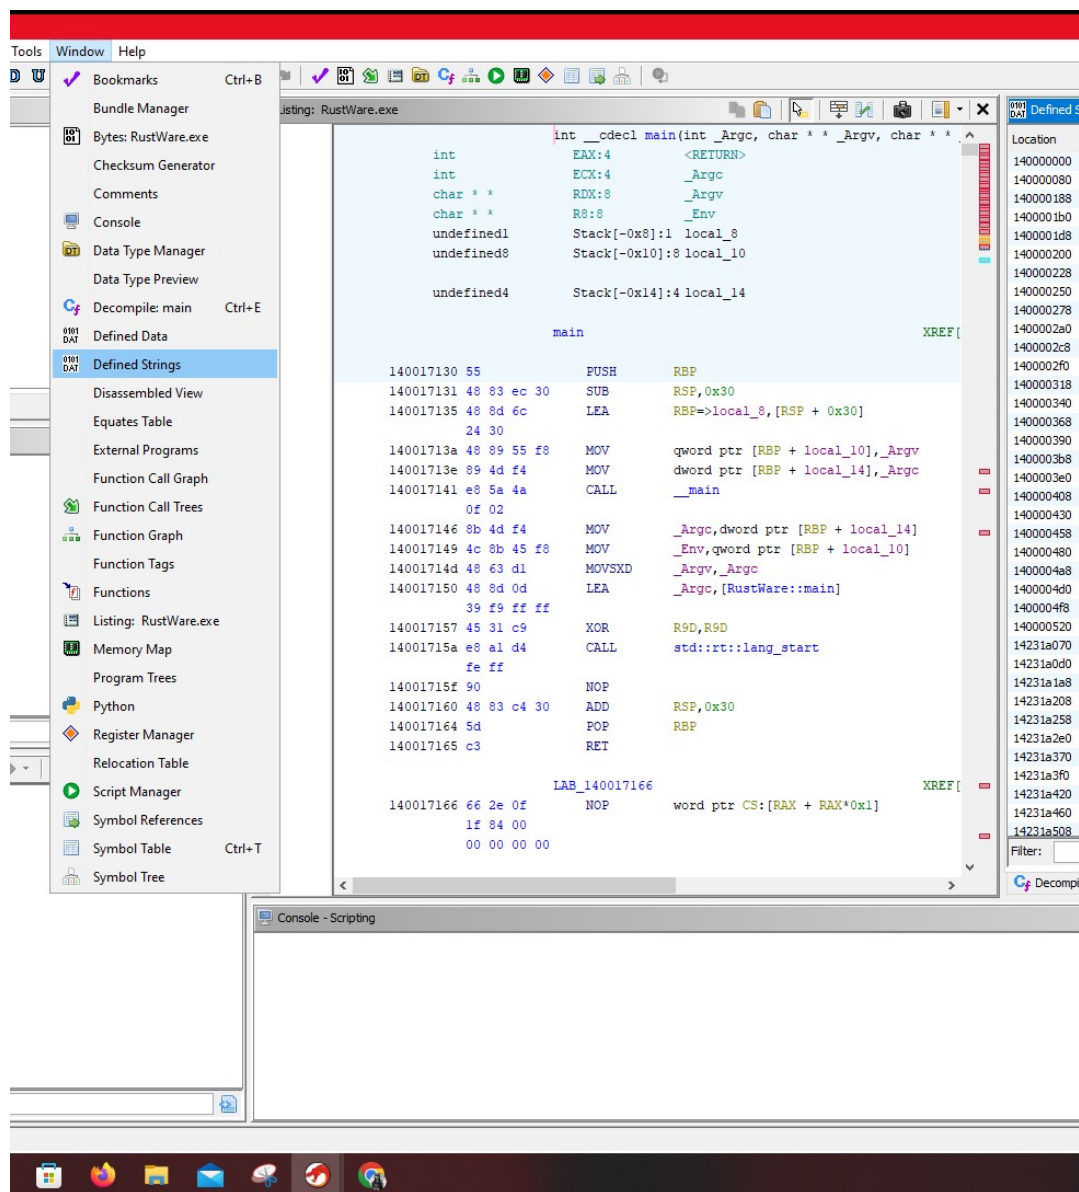 Tools Window Help
Bookmarks Ctrl+B
Bundle Manager
Bytes: RustWare.exe
Checksum Generator
Comments
Console
Data Type Manager
Data Type Preview
Decompile: main Ctrl+E
Defined Data
Defined Strings
Disassembled View
Equates Table
External Programs
Function Call Graph
Function Call Trees
Function Graph
Function Tags
Functions
Listing: RustWare.exe
Memory Map
Program Trees
Python
Register Manager
Relocation Table
Script Manager
Symbol References
Symbol Table Ctrl+T
Symbol Tree
Listing: RustWare.exe
int __cdecl main(int _Argc, char * * _Argv, char * *
int EAX:4 <RETURN>
int ECX:4 _Argc
char * * RDX:8 _Argv
char * * R8:8 _Env
undefined1 Stack[-0x8]:1 local_8
undefined8 Stack[-0x10]:8 local_10
undefined4 Stack[-0x14]:4 local_14
main XREF[
140017130 55 PUSH RBP
140017131 48 83 ec 30 SUB RSP,0x30
140017135 48 8d 6c LEA RBP=>local_8,[RSP + 0x30]
24 30
14001713a 48 89 55 f8 MOV qword ptr [RBP + local_10],_Argv
14001713e 89 4d f4 MOV dword ptr [RBP + local_14],_Argc
140017141 e8 5a 4a CALL __main
0f 02
140017146 8b 4d f4 MOV _Argc,dword ptr [RBP + local_14]
140017149 4c 8b 45 f8 MOV _Env,qword ptr [RBP + local_10]
14001714d 48 63 d1 MOVSXD _Argv,_Argc
140017150 48 8d 0d LEA _Argc,[RustWare::main]
39 f9 ff ff
140017157 45 31 c9 XOR R9D,R9D
14001715a e8 a1 d4 CALL std::rt::lang_start
fe ff
14001715f 90 NOP
140017160 48 83 c4 30 ADD RSP,0x30
140017164 5d POP RBP
140017165 c3 RET
LAB_140017166 XREF[
140017166 66 2e 0f NOP word ptr CS:[RAX + RAX*0x1]
1f 84 00
00 00 00 00
Defined S
Location
140000000
140000080
140000188
1400001b0
1400001d8
140000200
140000228
140000250
140000278
1400002a0
1400002c8
1400002f0
140000318
140000340
140000368
140000390
1400003b8
1400003e0
140000408
140000430
140000458
140000480
1400004a8
1400004d0
1400004f8
140000520
14231a070
14231a0d0
14231a1a8
14231a208
14231a258
14231a2e0
14231a370
14231a3f0
14231a420
14231a460
14231a508
Filter:
Decompi
Console - Scripting